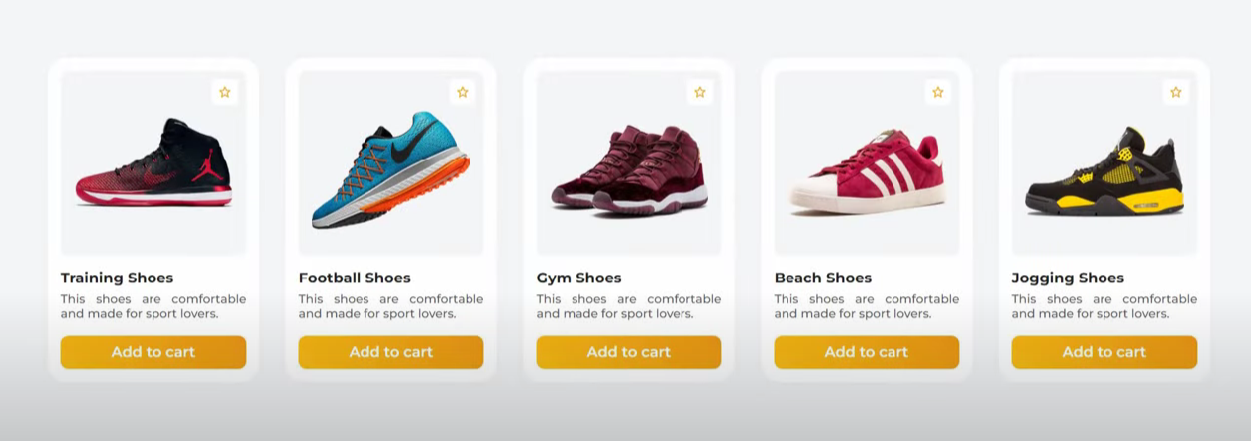 Training Shoes
This shoes are comfortable
and made for sport lovers.
Add to cart
Football Shoes
This shoes are comfortable
and made for sport lovers.
Add to cart
Gym Shoes
This shoes are comfortable
and made for sport lovers.
Add to cart
Beach Shoes
This shoes are comfortable
and made for sport lovers.
Add to cart
Jogging Shoes
This shoes are comfortable
and made for sport lovers.
Add to cart